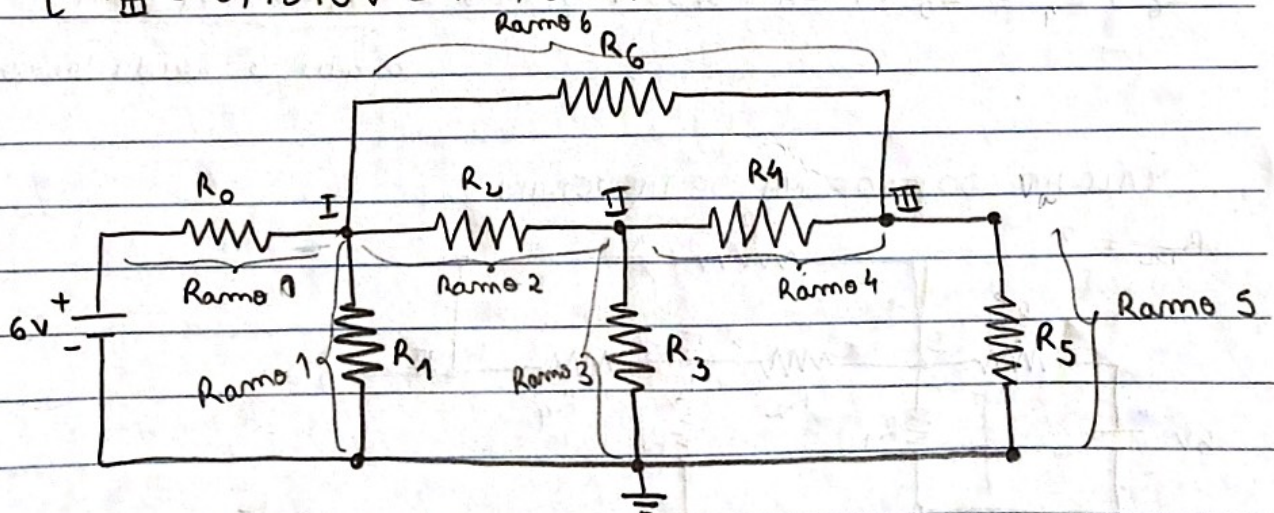 Ramo 6
R6
R0
I
R2
II
R4
III
Ramo 0
Ramo 2
Ramo 4
+
6V
-
Ramo 1
R1
Ramo 3
R3
R5
Ramo 5